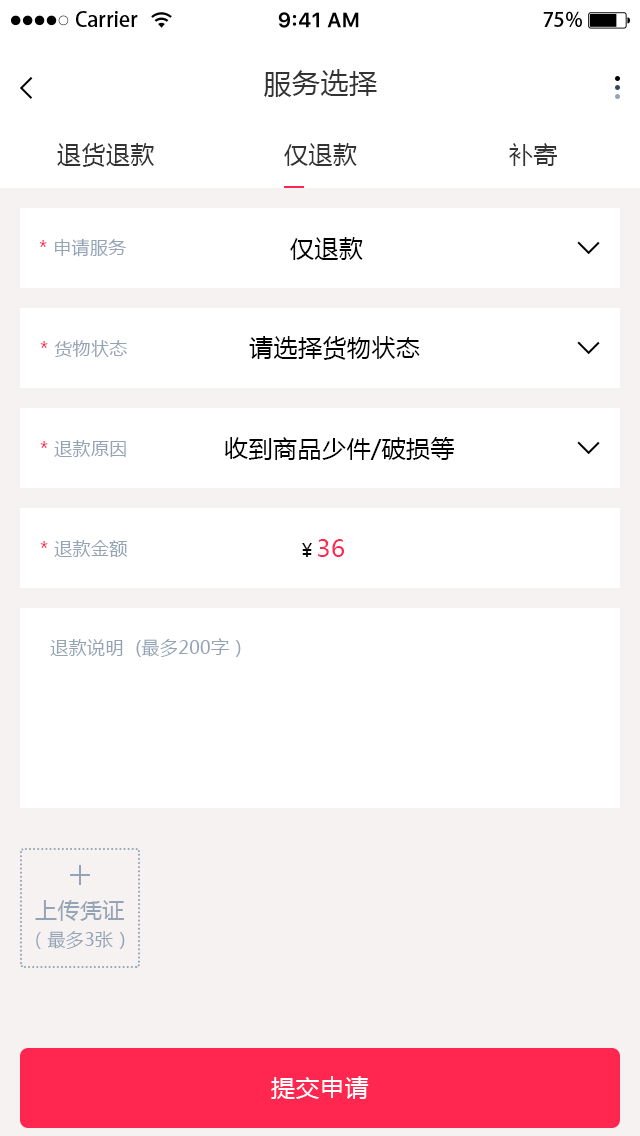 Carrier 9:41 AM 75%
服务选择
退货退款 仅退款 补寄
* 申请服务 仅退款
* 货物状态 请选择货物状态
* 退款原因 收到商品少件/破损等
* 退款金额 ¥ 36
退款说明（最多200字 ）
上传凭证
（ 最多3张 ）
提交申请